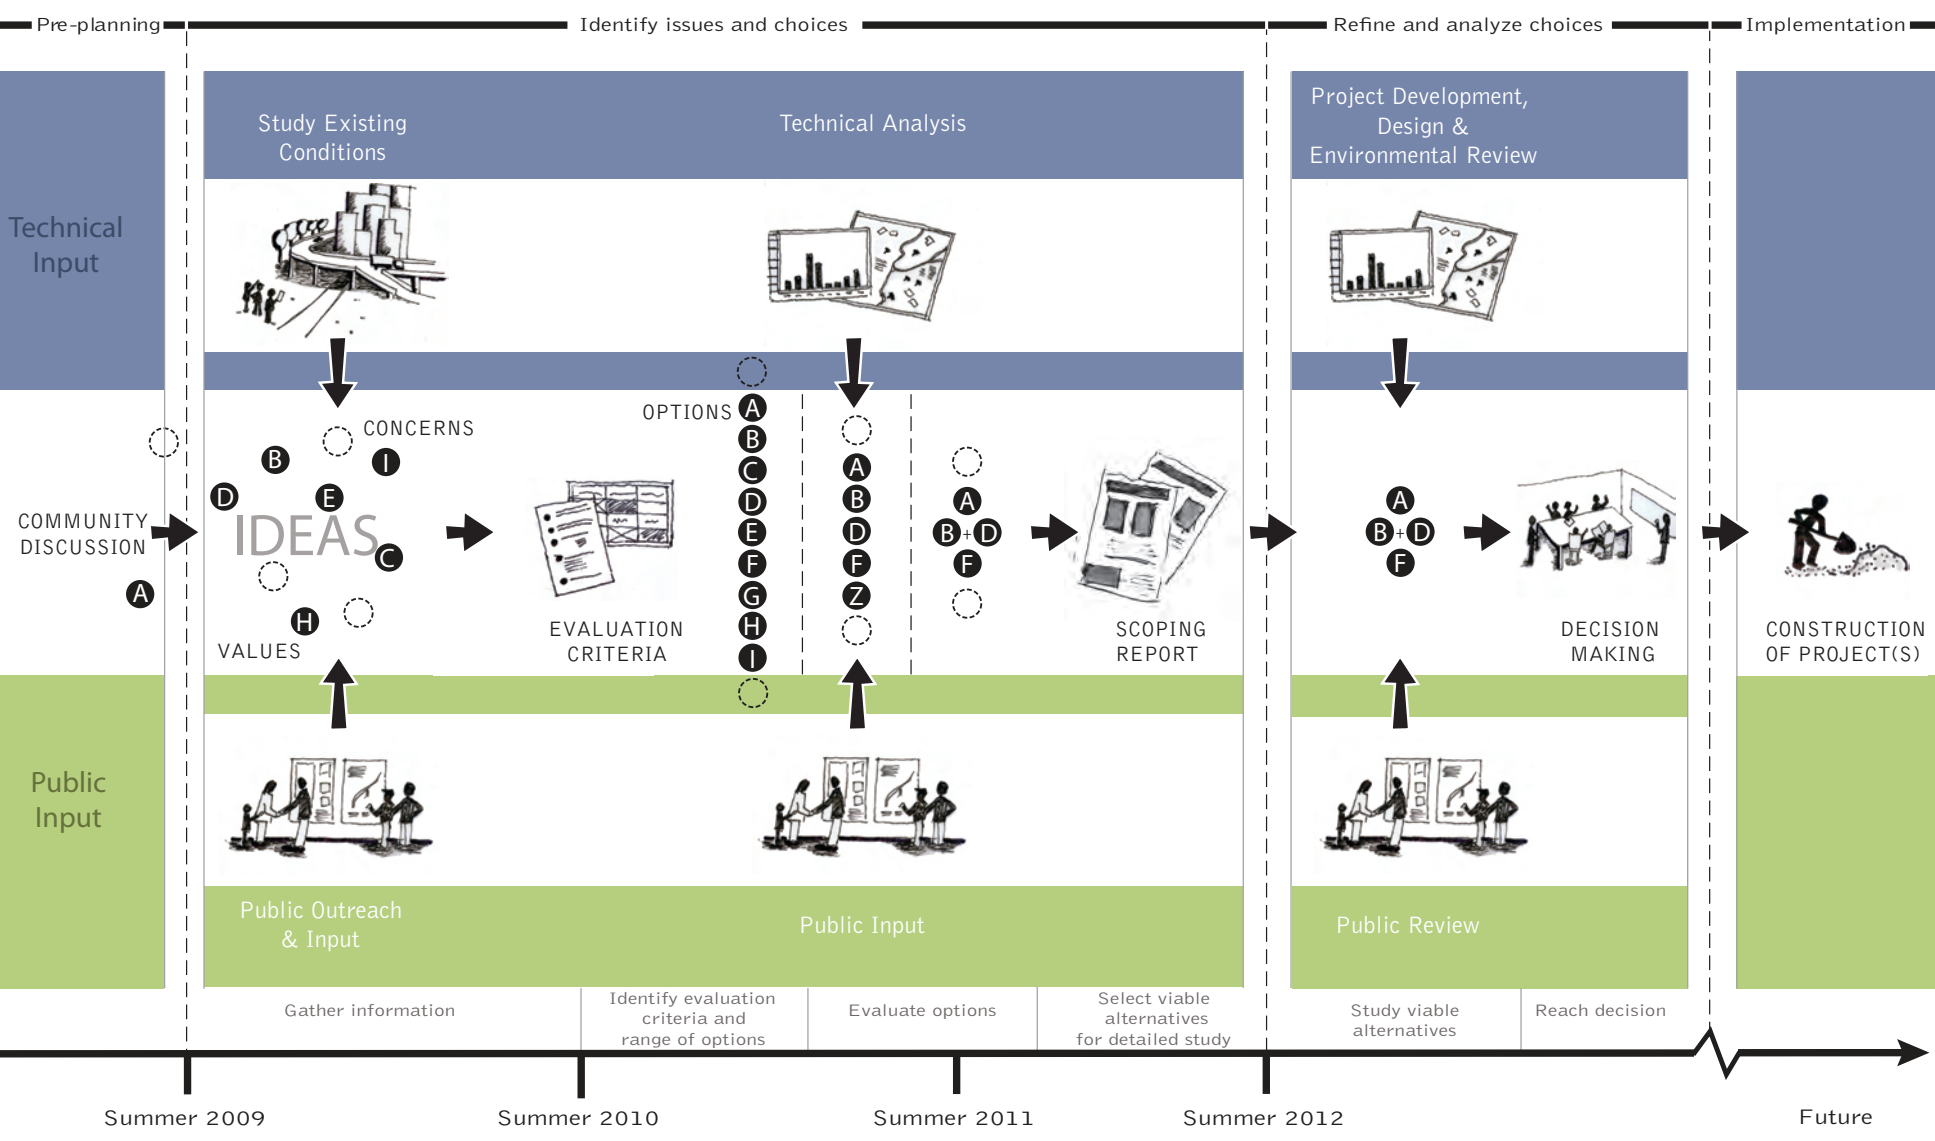 Pre-planning
Identify issues and choices
Refine and analyze choices
Implementation
Study Existing
Conditions
Technical Analysis
Project Development,
Design &
Environmental Review
Technical
Input
COMMUNITY
DISCUSSION
A
B
D
E
I
C
H
IDEAS
CONCERNS
VALUES
EVALUATION
CRITERIA
OPTIONS
A
B
C
D
E
F
G
H
I
A
B
D
F
Z
A
B+D
F
SCOPING
REPORT
A
B+D
F
DECISION
MAKING
CONSTRUCTION
OF PROJECT(S)
Public
Input
Public Outreach
& Input
Public Input
Public Review
Gather information
Identify evaluation
criteria and
range of options
Evaluate options
Select viable
alternatives
for detailed study
Study viable
alternatives
Reach decision
Summer 2009
Summer 2010
Summer 2011
Summer 2012
Future